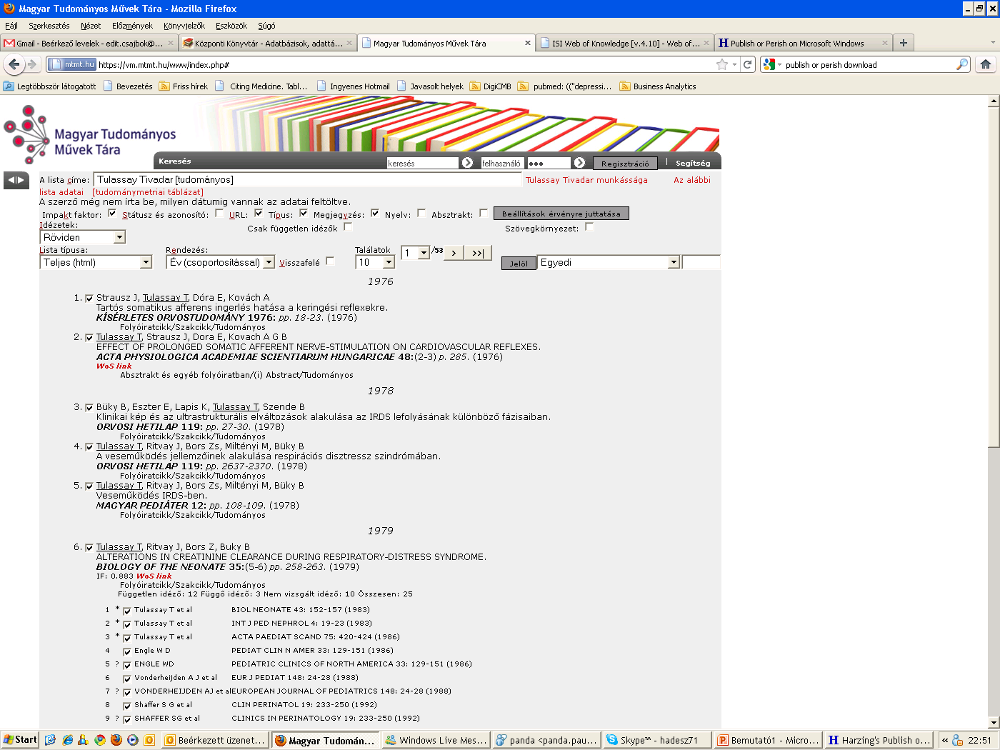 Magyar Tudományos Művek Tára - Mozilla Firefox
Fájl Szerkesztés Nézet Előzmények Könyvjelzők Eszközök Súgó
Gmail - Beérkező levelek - edit.csajbok@... Központi Könyvtár - Adatbázisok, adattá... Magyar Tudományos Művek Tára ISI Web of Knowledge [v.4.10] - Web of... Publish or Perish on Microsoft Windows
mtmt.hu https://vm.mtmt.hu/www/index.php# publish or perish download
Legtöbbször látogatott Bevezetés Friss hírek Citing Medicine. Tabl... Ingyenes Hotmail Javasolt helyek DigiCMB pubmed: (("depressi... Business Analytics
Magyar Tudományos
Művek Tára
Keresés keresés felhasználó Regisztráció | Segítség
A lista címe: Tulassay Tivadar [tudományos] Tulassay Tivadar munkássága Az alábbi
lista adatai [tudománymetriai táblázat]
A szerző még nem írta be, milyen dátumig vannak az adatai feltöltve.
Impakt faktor: Státusz és azonosító: URL: Típus: Megjegyzés: Nyelv: Absztrakt: Beállítások érvényre juttatása
Idézetek:
Röviden Csak független idézők Szövegkörnyezet:
Lista típusa: Rendezés: Találatok
Teljes (html) Év (csoportosítással) Visszafelé 10 1 /53 > >>| Jelöl Egyedi
1976
1. Strausz J, Tulassay T, Dóra E, Kovách A
Tartós somatikus afferens ingerlés hatása a keringési reflexekre.
KÍSÉRLETES ORVOSTUDOMÁNY 1976: pp. 18-23. (1976)
Folyóiratcikk/Szakcikk/Tudományos
2. Tulassay T, Strausz J, Dora E, Kovach A G B
EFFECT OF PROLONGED SOMATIC AFFERENT NERVE-STIMULATION ON CARDIOVASCULAR REFLEXES.
ACTA PHYSIOLOGICA ACADEMIAE SCIENTIARUM HUNGARICAE 48:(2-3) p. 285. (1976)
WoS link
Absztrakt és egyéb folyóiratban/(i) Abstract/Tudományos
1978
3. Büky B, Eszter E, Lapis K, Tulassay T, Szende B
Klinikai kép és az ultrastrukturális elváltozások alakulása az IRDS lefolyásának különböző fázisaiban.
ORVOSI HETILAP 119: pp. 27-30. (1978)
Folyóiratcikk/Szakcikk/Tudományos
4. Tulassay T, Ritvay J, Bors Zs, Miltényi M, Büky B
A veseműködés jellemzőinek alakulása respirációs disztressz szindrómában.
ORVOSI HETILAP 119: pp. 2637-2370. (1978)
Folyóiratcikk/Szakcikk/Tudományos
5. Tulassay T, Ritvay J, Bors Zs, Miltényi M, Büky B
Veseműködés IRDS-ben.
MAGYAR PEDIÁTER 12: pp. 108-109. (1978)
Folyóiratcikk/Szakcikk/Tudományos
1979
6. Tulassay T, Ritvay J, Bors Z, Buky B
ALTERATIONS IN CREATININE CLEARANCE DURING RESPIRATORY-DISTRESS SYNDROME.
BIOLOGY OF THE NEONATE 35:(5-6) pp. 258-263. (1979)
IF: 0.883 WoS link
Folyóiratcikk/Szakcikk/Tudományos
Független idéző: 12 Függő idéző: 3 Nem vizsgált idéző: 10 Összesen: 25
1 * Tulassay T et al BIOL NEONATE 43: 152-157 (1983)
2 * Tulassay T et al INT J PED NEPHROL 4: 19-23 (1983)
3 * Tulassay T et al ACTA PAEDIAT SCAND 75: 420-424 (1986)
4 Engle W D PEDIAT CLIN N AMER 33: 129-151 (1986)
5 ? ENGLE WD PEDIATRIC CLINICS OF NORTH AMERICA 33: 129-151 (1986)
6 Vonderheijden A J et al EUR J PEDIAT 148: 24-28 (1988)
7 ? VONDERHEIJDEN AJ et al EUROPEAN JOURNAL OF PEDIATRICS 148: 24-28 (1988)
8 Shaffer S G et al CLIN PERINATOL 19: 233-250 (1992)
9 ? SHAFFER SG et al CLINICS IN PERINATOLOGY 19: 233-250 (1992)
Start Beérkezett üzenet... Magyar Tudomán... Windows Live Mes... panda <panda.pau... Skype™ - hadesz71 Bemutató1 - Micro... Harzing's Publish o... « 22:51